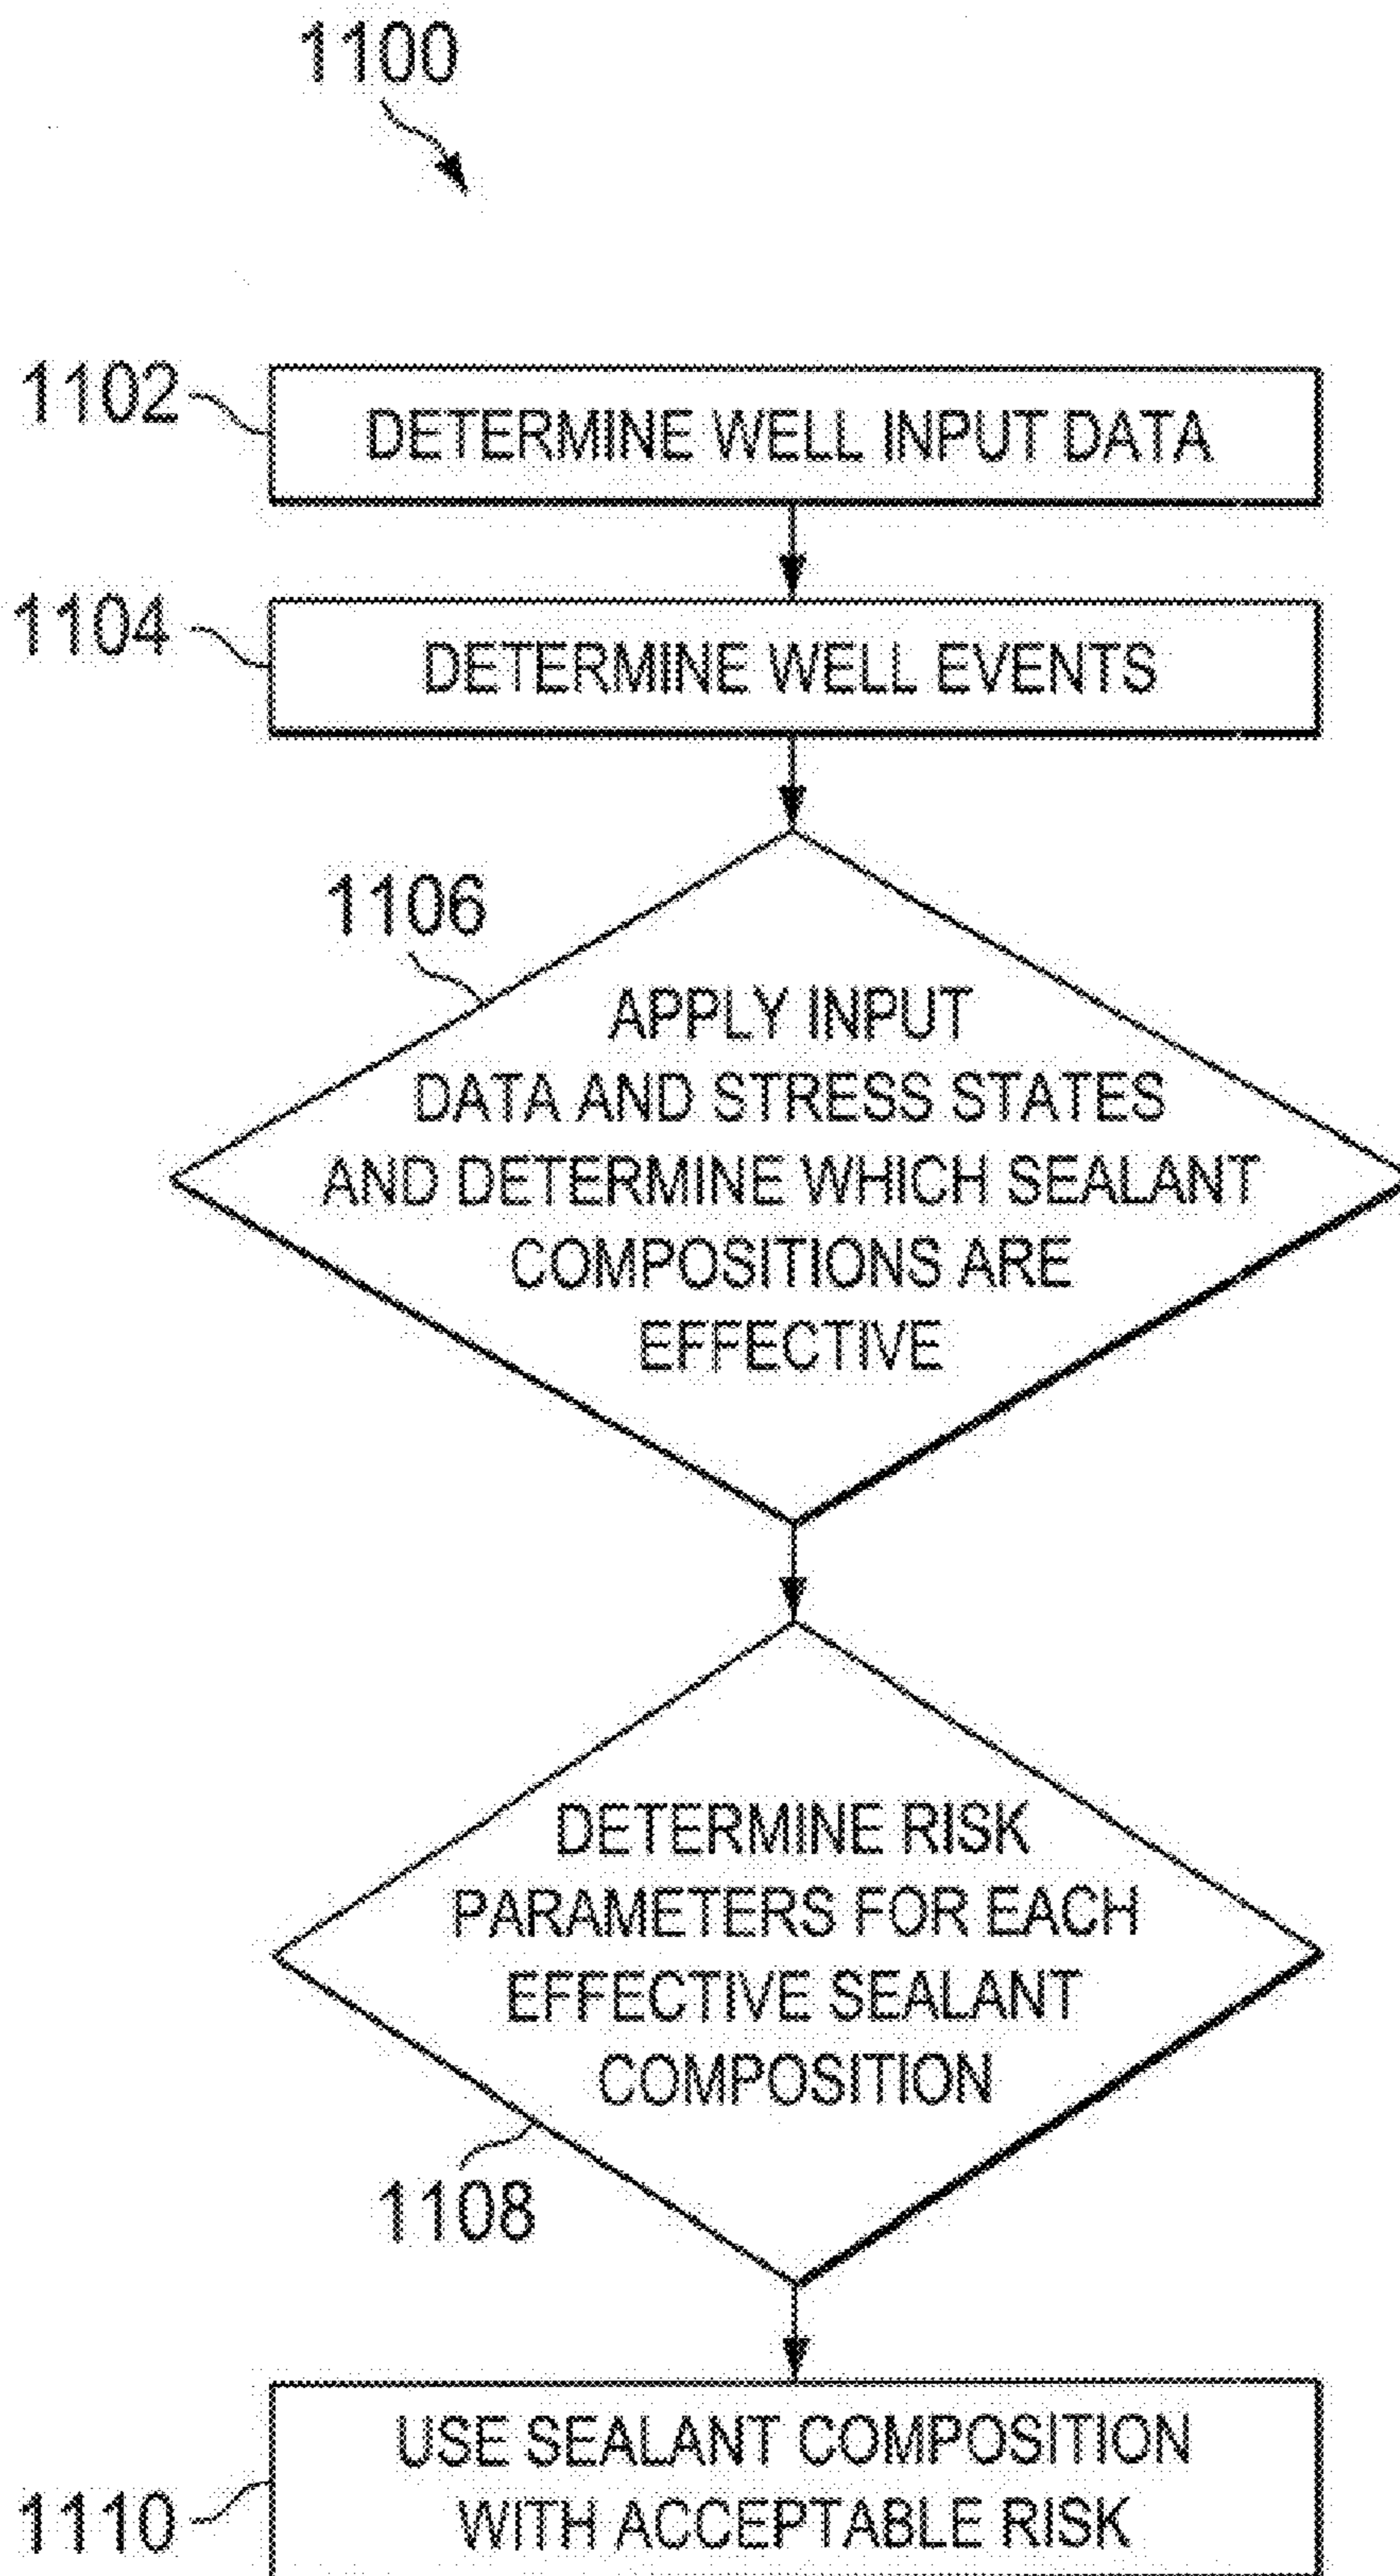 1100
1102
DETERMINE WELL INPUT DATA
1104
DETERMINE WELL EVENTS
1106
APPLY INPUT
DATA AND STRESS STATES
AND DETERMINE WHICH SEALANT
COMPOSITIONS ARE
EFFECTIVE
DETERMINE RISK
PARAMETERS FOR EACH
EFFECTIVE SEALANT
COMPOSITION
1108
USE SEALANT COMPOSITION
WITH ACCEPTABLE RISK
1110